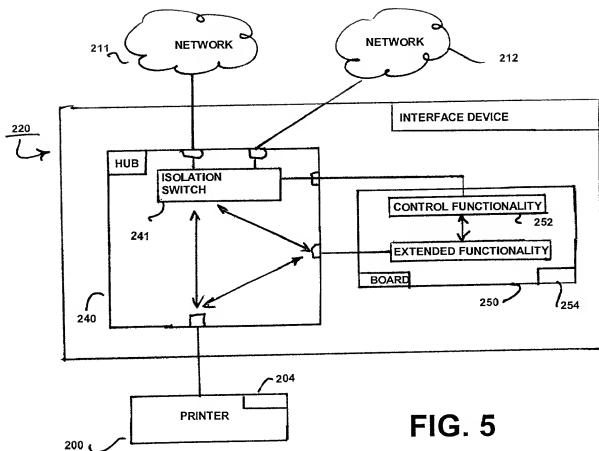 211
NETWORK
NETWORK
212
220
INTERFACE DEVICE
HUB
ISOLATION
SWITCH
241
CONTROL FUNCTIONALITY
252
EXTENDED FUNCTIONALITY
BOARD
250
254
240
204
PRINTER
200
FIG. 5